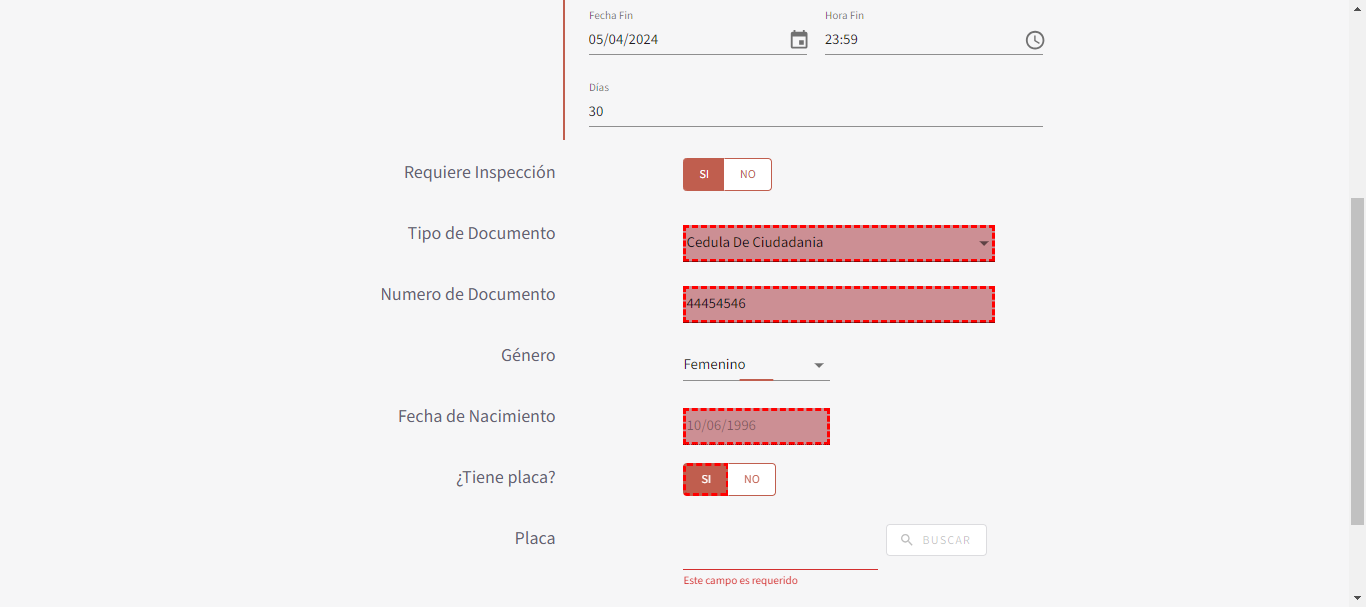 Fecha Fin
Hora Fin
05/04/2024
23:59
Días
30
Requiere Inspección
SI
NO
Tipo de Documento
Cedula De Ciudadania
Numero de Documento
44454546
Género
Femenino
Fecha de Nacimiento
10/06/1996
¿Tiene placa?
SI
NO
Placa
BUSCAR
Este campo es requerido